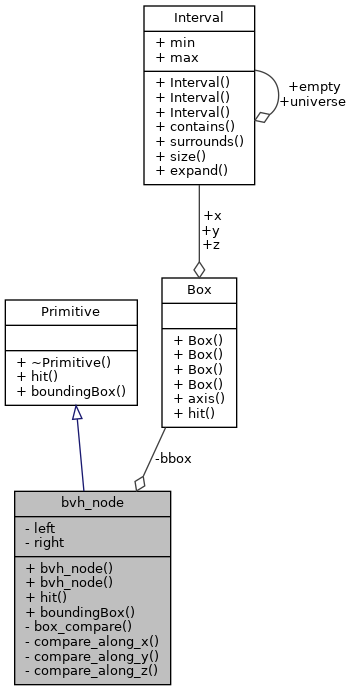 Interval
+ min
+ max
+ Interval()
+ Interval()
+ Interval()
+ contains()
+ surrounds()
+ size()
+ expand()
+empty
+universe
+x
+y
+z
Box
+ Box()
+ Box()
+ Box()
+ Box()
+ axis()
+ hit()
Primitive
+ ~Primitive()
+ hit()
+ boundingBox()
-bbox
bvh_node
- left
- right
+ bvh_node()
+ bvh_node()
+ hit()
+ boundingBox()
- box_compare()
- compare_along_x()
- compare_along_y()
- compare_along_z()